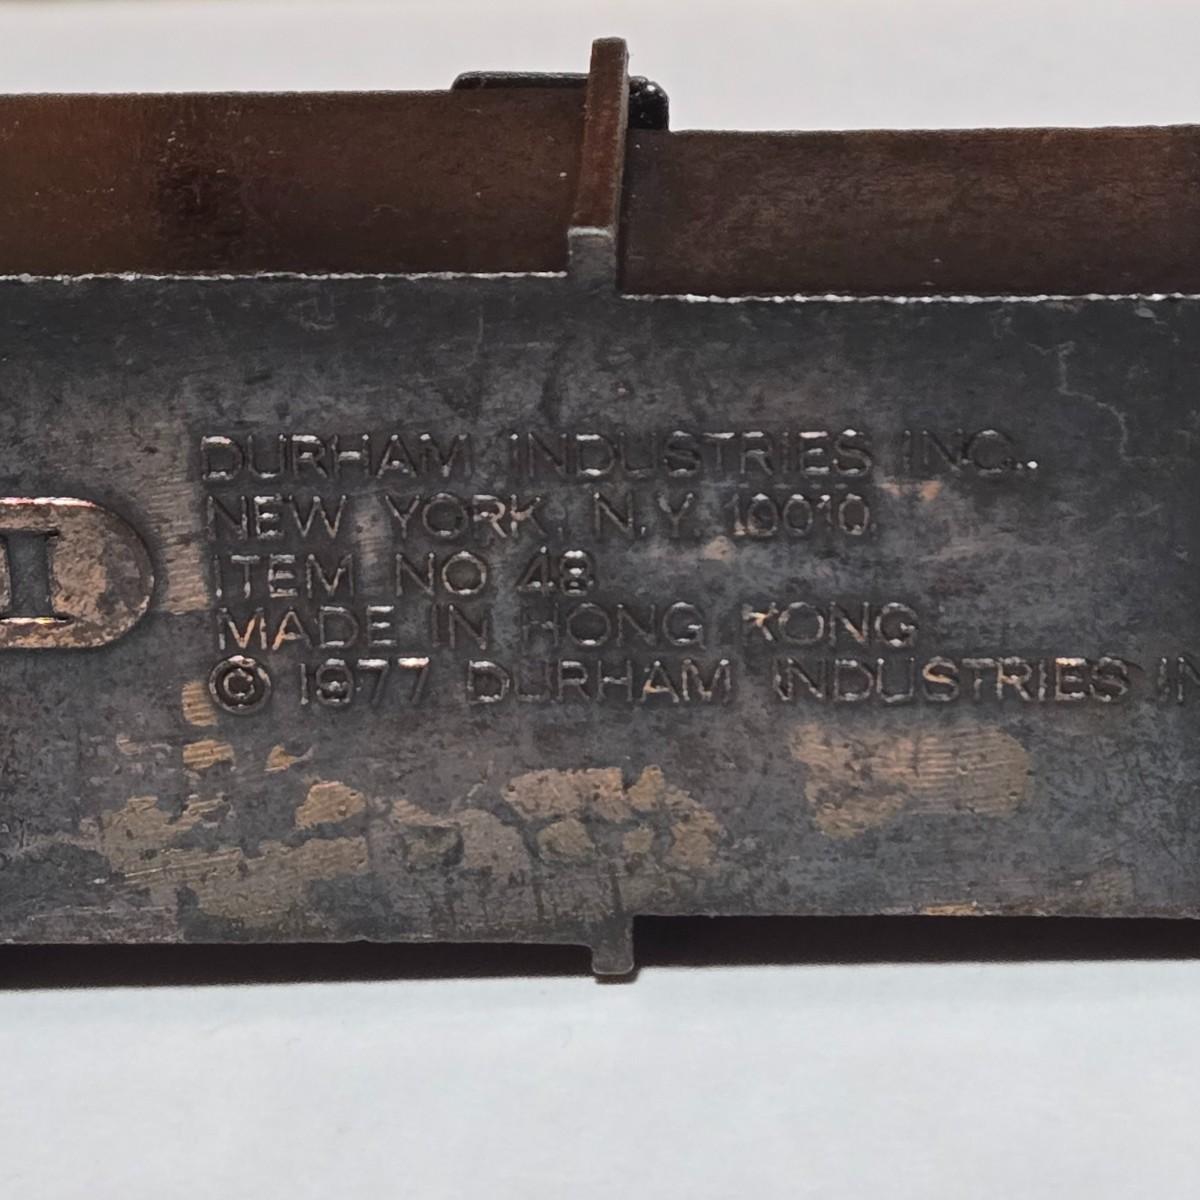 DURHAM INDUSTRIES INC.
NEW YORK, N.Y. 10010
ITEM NO 48
MADE IN HONG KONG
© 1977 DURHAM INDUSTRIES IN
I